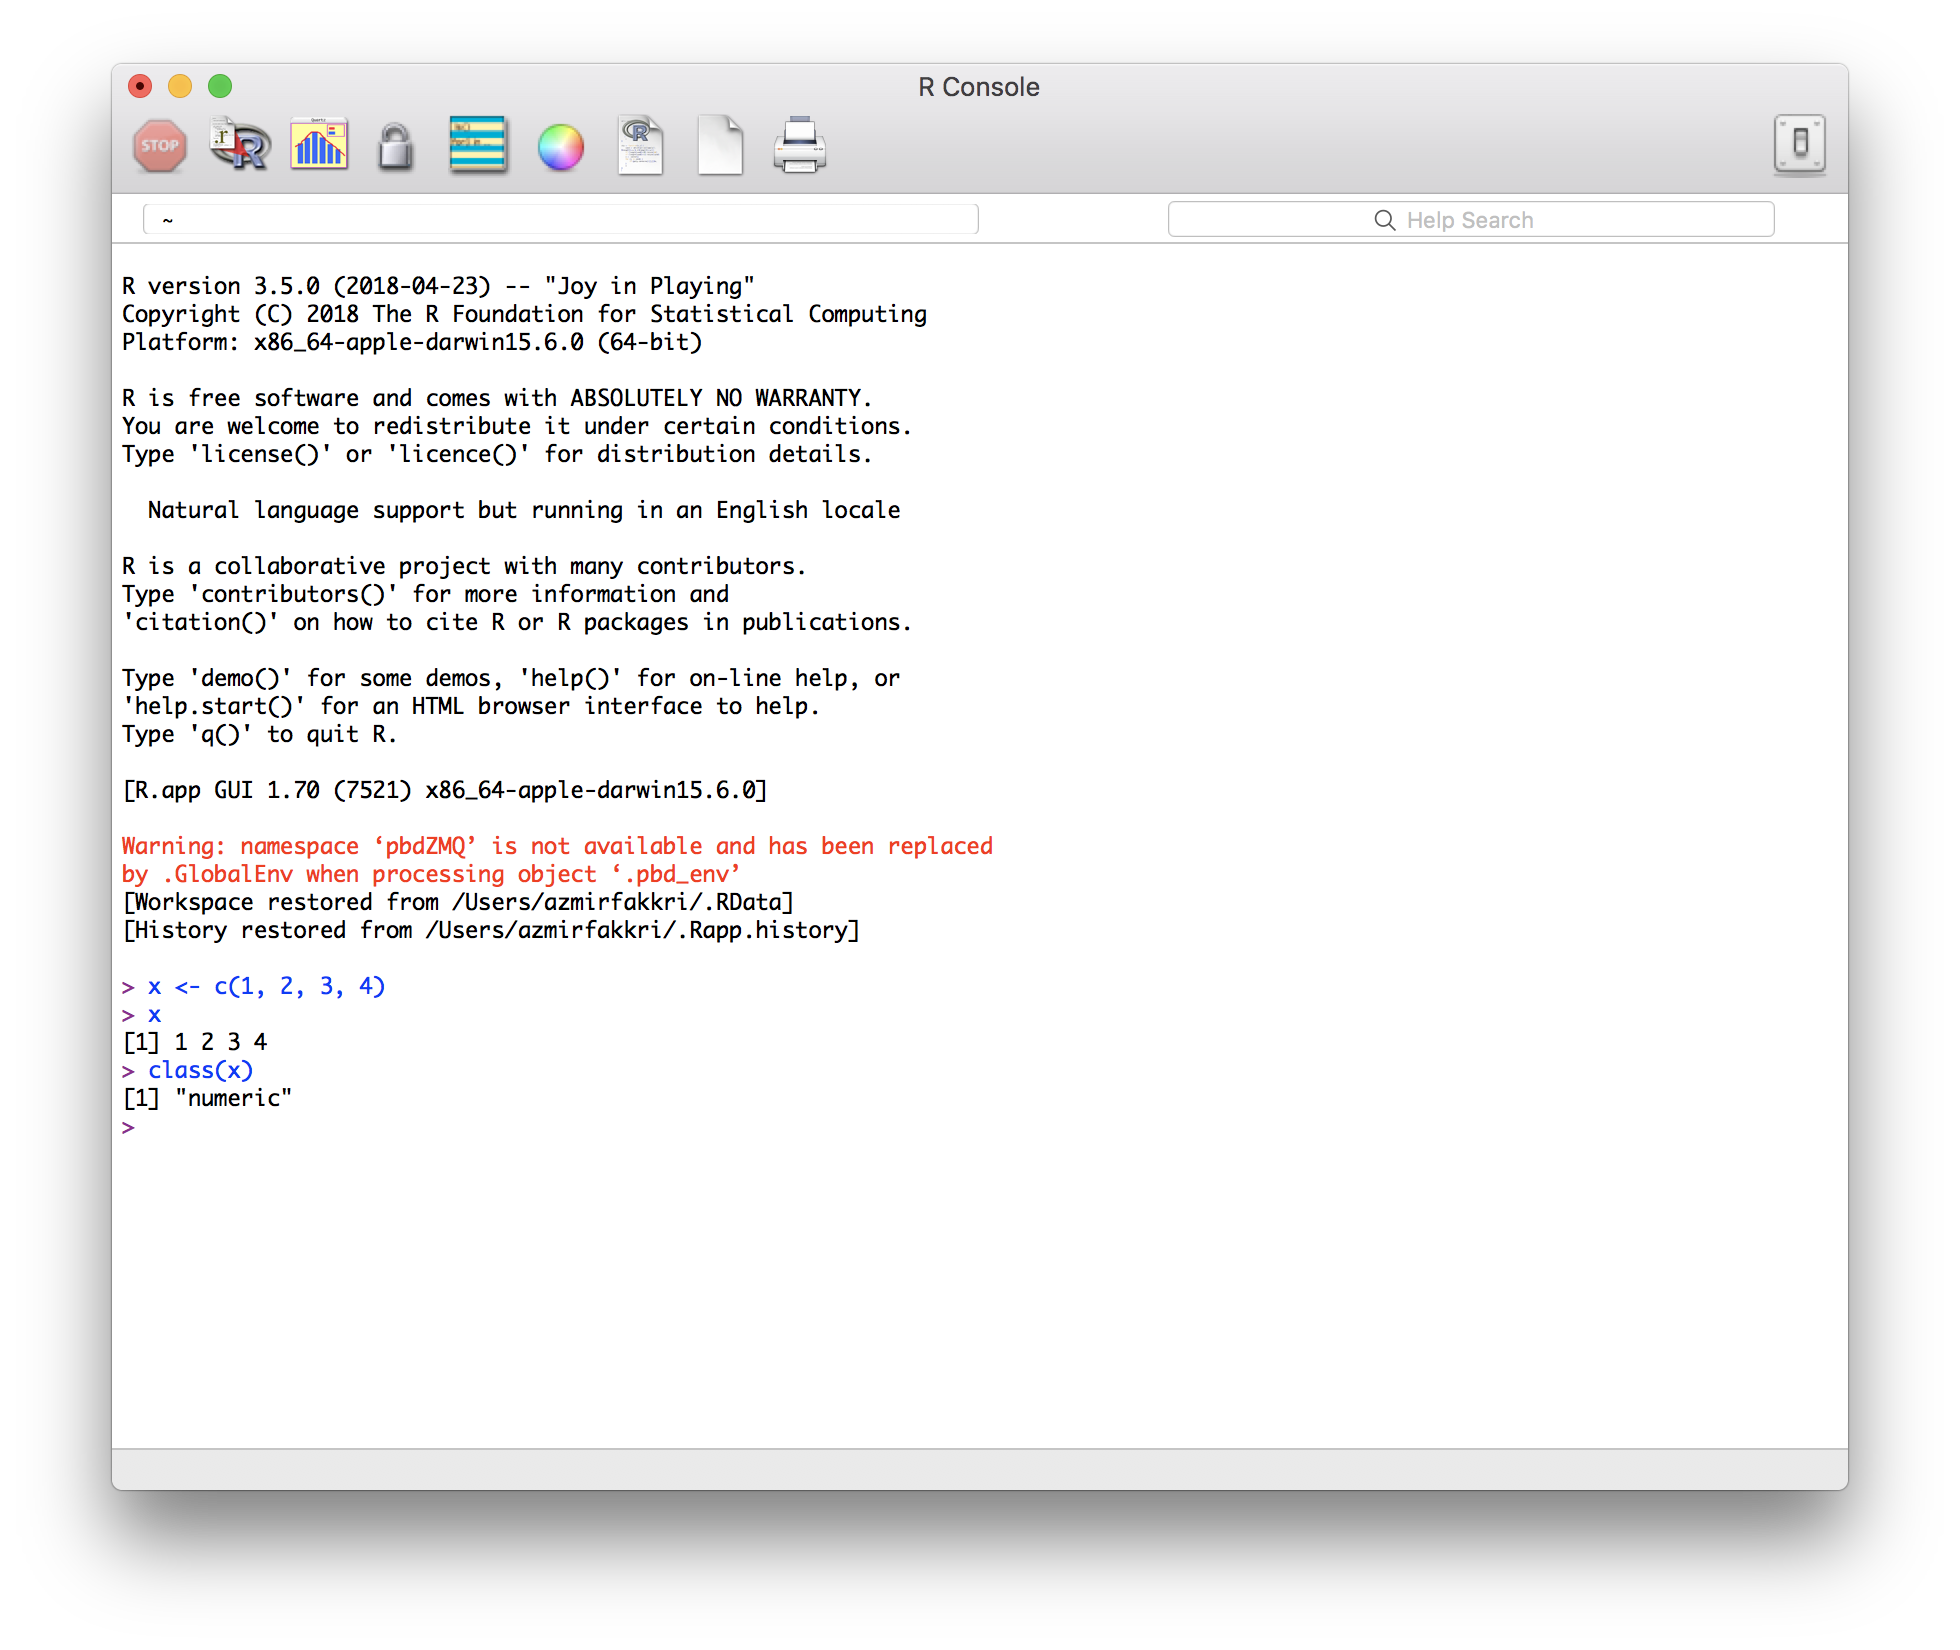 R Console
STOP
~
Help Search
R version 3.5.0 (2018-04-23) -- "Joy in Playing"
Copyright (C) 2018 The R Foundation for Statistical Computing
Platform: x86_64-apple-darwin15.6.0 (64-bit)
R is free software and comes with ABSOLUTELY NO WARRANTY.
You are welcome to redistribute it under certain conditions.
Type 'license()' or 'licence()' for distribution details.
Natural language support but running in an English locale
R is a collaborative project with many contributors.
Type 'contributors()' for more information and
'citation()' on how to cite R or R packages in publications.
Type 'demo()' for some demos, 'help()' for on-line help, or
'help.start()' for an HTML browser interface to help.
Type 'q()' to quit R.
[R.app GUI 1.70 (7521) x86_64-apple-darwin15.6.0]
Warning: namespace ‘pbdZMQ’ is not available and has been replaced
by .GlobalEnv when processing object ‘.pbd_env’
[Workspace restored from /Users/azmirfakkri/.RData]
[History restored from /Users/azmirfakkri/.Rapp.history]
> x <- c(1, 2, 3, 4)
> x
[1] 1 2 3 4
> class(x)
[1] "numeric"
>